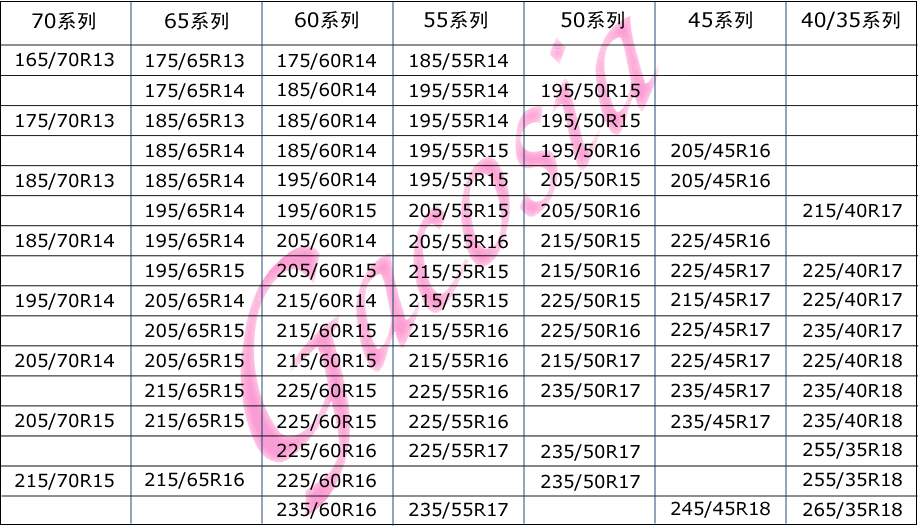 70系列 65系列 60系列 55系列 50系列 45系列 40/35系列
165/70R13 175/65R13 175/60R14 185/55R14
175/65R14 185/60R14 195/55R14 195/50R15
175/70R13 185/65R13 185/60R14 195/55R14 195/50R15
185/65R14 185/60R14 195/55R15 195/50R16 205/45R16
185/70R13 185/65R14 195/60R14 195/55R15 205/50R15 205/45R16
195/65R14 195/60R15 205/55R15 205/50R16 215/40R17
185/70R14 195/65R14 205/60R14 205/55R16 215/50R15 225/45R16
195/65R15 205/60R15 215/55R15 215/50R16 225/45R17 225/40R17
195/70R14 205/65R14 215/60R14 215/55R15 225/50R15 215/45R17 225/40R17
205/65R15 215/60R15 215/55R16 225/50R16 225/45R17 235/40R17
205/70R14 205/65R15 215/60R15 215/55R16 215/50R17 225/45R17 225/40R18
215/65R15 225/60R15 225/55R16 235/50R17 235/45R17 235/40R18
205/70R15 215/65R15 225/60R15 225/55R16 235/45R17 235/40R18
225/60R16 225/55R17 235/50R17 255/35R18
215/70R15 215/65R16 225/60R16 235/50R17 255/35R18
235/60R16 235/55R17 245/45R18 265/35R18
Gacosia